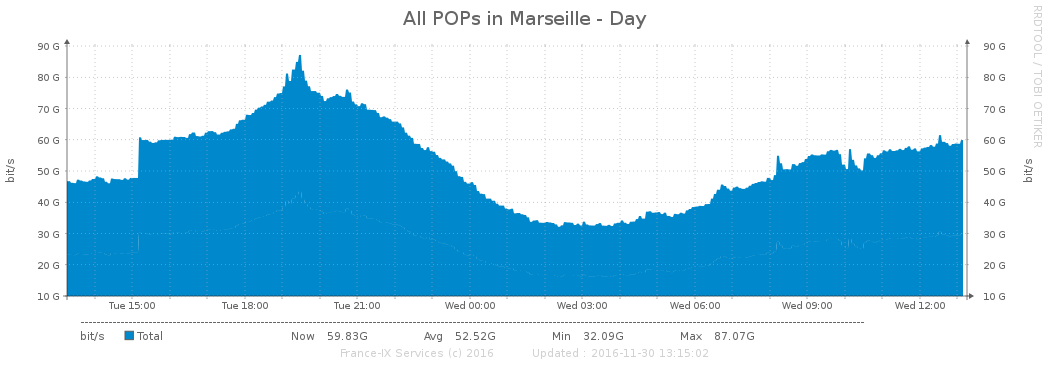 All POPs in Marseille - Day
RRDTOOL / TOBI OETIKER
90 G 90 G
80 G 80 G
70 G 70 G
60 G 60 G
50 G 50 G
40 G 40 G
30 G 30 G
20 G 20 G
10 G 10 G
bit/s
bit/s
Tue 15:00 Tue 18:00 Tue 21:00 Wed 00:00 Wed 03:00 Wed 06:00 Wed 09:00 Wed 12:00
bit/s Total Now 59.83G Avg 52.52G Min 32.09G Max 87.07G
France-IX Services (c) 2016 Updated : 2016-11-30 13:15:02